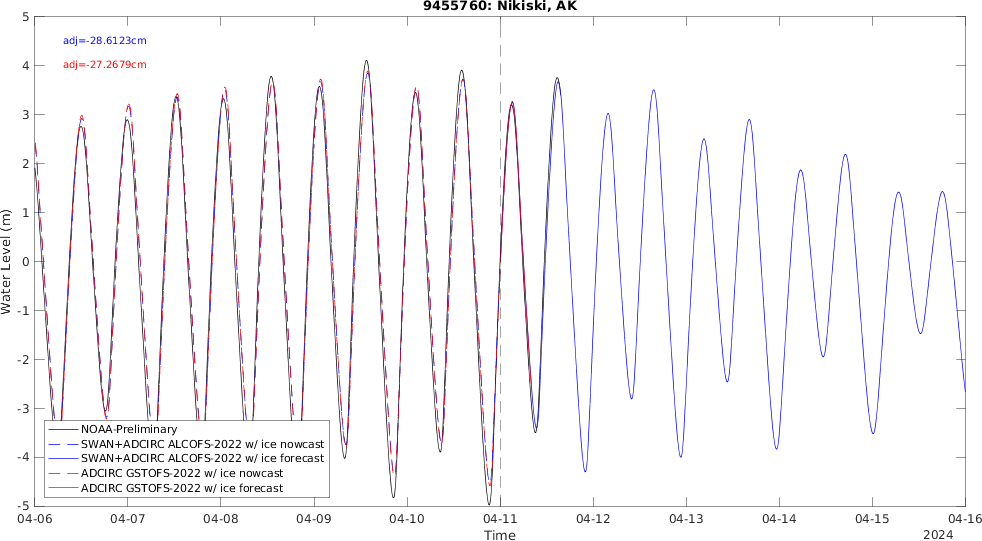 9455760: Nikiski, AK
adj=-28.6123cm
adj=-27.2679cm
5
4
3
2
1
0
-1
-2
-3
-4
-5
Water Level (m)
NOAA-Preliminary
SWAN+ADCIRC ALCOFS-2022 w/ ice nowcast
SWAN+ADCIRC ALCOFS-2022 w/ ice forecast
ADCIRC GSTOFS-2022 w/ ice nowcast
ADCIRC GSTOFS-2022 w/ ice forecast
04-06 04-07 04-08 04-09 04-10 04-11 04-12 04-13 04-14 04-15 04-16
Time
2024